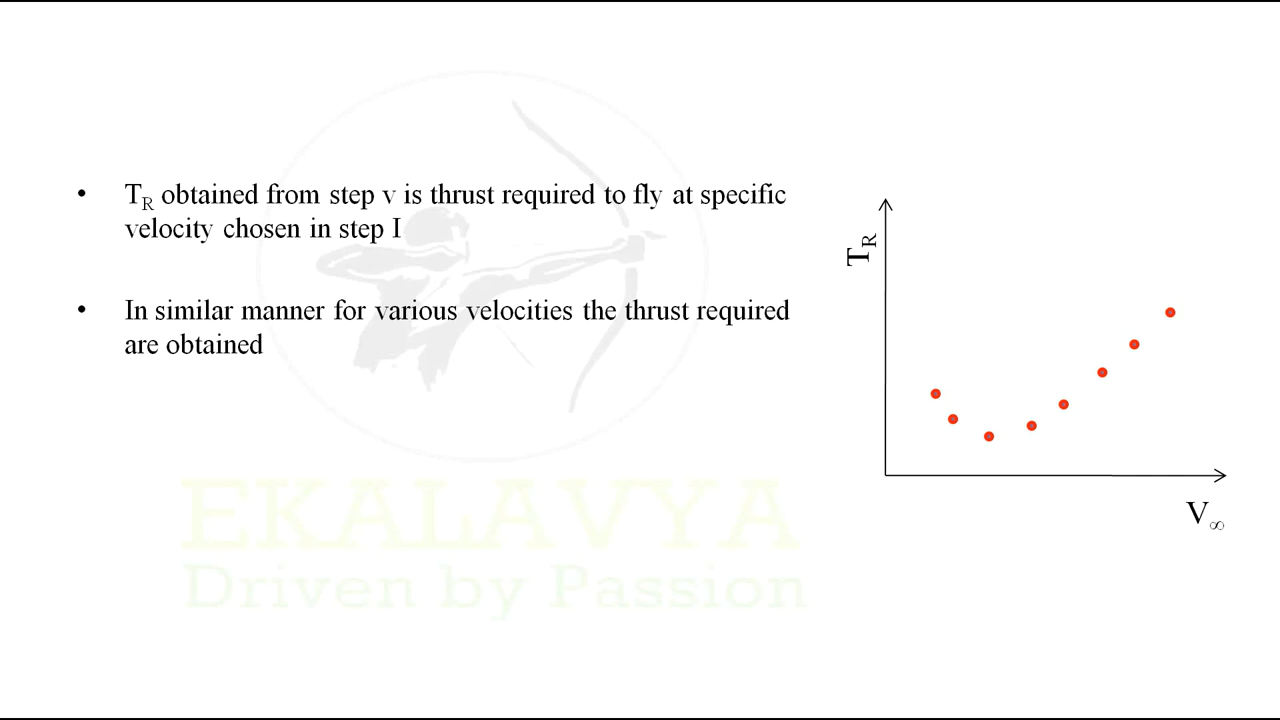 • T_R obtained from step v is thrust required to fly at specific
velocity chosen in step I
• In similar manner for various velocities the thrust required
are obtained
T_R
V_∞
EKALAVYA
Driven by Passion